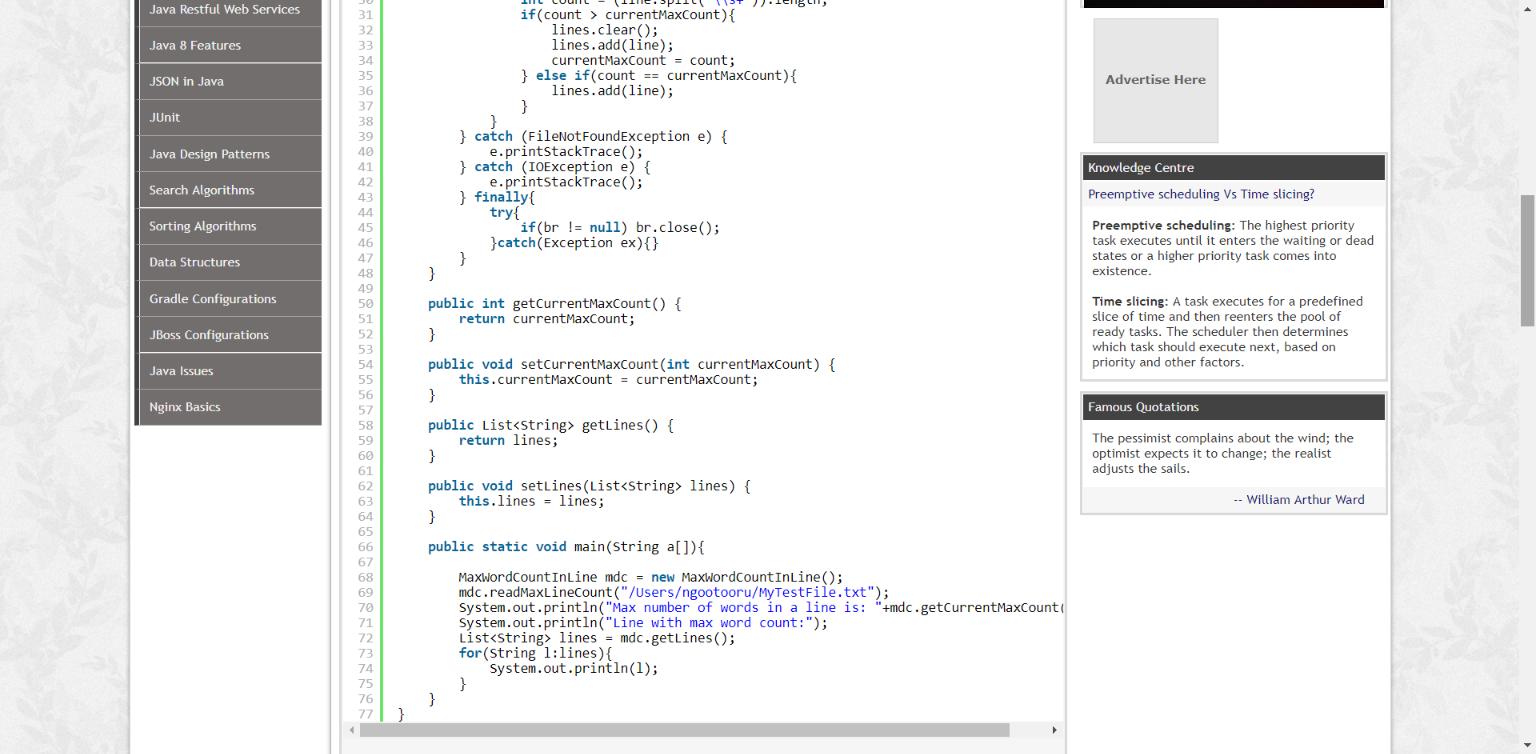 Java Restful Web Services
Java 8 Features
JSON in Java
JUnit
Java Design Patterns
Search Algorithms
Sorting Algorithms
Data Structures
Gradle Configurations
JBoss Configurations
Java Issues
Nginx Basics
31 if(count > currentMaxCount){
32 lines.clear();
33 lines.add(line);
34 currentMaxCount = count;
35 } else if(count == currentMaxCount){
36 lines.add(line);
37 }
38 }
39 } catch (FileNotFoundException e) {
40 e.printStackTrace();
41 } catch (IOException e) {
42 e.printStackTrace();
43 } finally{
44 try{
45 if(br != null) br.close();
46 }catch(Exception ex){}
47 }
48 }
49
50 public int getCurrentMaxCount() {
51 return currentMaxCount;
52 }
53
54 public void setCurrentMaxCount(int currentMaxCount) {
55 this.currentMaxCount = currentMaxCount;
56 }
57
58 public List<String> getLines() {
59 return lines;
60 }
61
62 public void setLines(List<String> lines) {
63 this.lines = lines;
64 }
65
66 public static void main(String a[]){
67
68 MaxWordCountInLine mdc = new MaxWordCountInLine();
69 mdc.readMaxLineCount("/Users/ngootooru/MyTestFile.txt");
70 System.out.println("Max number of words in a line is: "+mdc.getCurrentMaxCount(
71 System.out.println("Line with max word count:");
72 List<String> lines = mdc.getLines();
73 for(String l:lines){
74 System.out.println(l);
75 }
76 }
77 }
Advertise Here
Knowledge Centre
Preemptive scheduling Vs Time slicing?
Preemptive scheduling: The highest priority
task executes until it enters the waiting or dead
states or a higher priority task comes into
existence.
Time slicing: A task executes for a predefined
slice of time and then reenters the pool of
ready tasks. The scheduler then determines
which task should execute next, based on
priority and other factors.
Famous Quotations
The pessimist complains about the wind; the
optimist expects it to change; the realist
adjusts the sails.
-- William Arthur Ward